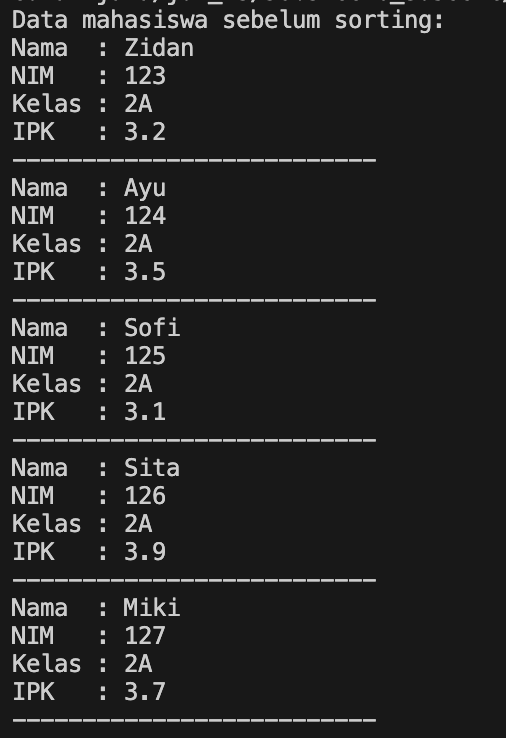 Data mahasiswa sebelum sorting:
Nama  : Zidan
NIM   : 123
Kelas : 2A
IPK   : 3.2
--------------------------
Nama  : Ayu
NIM   : 124
Kelas : 2A
IPK   : 3.5
--------------------------
Nama  : Sofi
NIM   : 125
Kelas : 2A
IPK   : 3.1
--------------------------
Nama  : Sita
NIM   : 126
Kelas : 2A
IPK   : 3.9
--------------------------
Nama  : Miki
NIM   : 127
Kelas : 2A
IPK   : 3.7
--------------------------